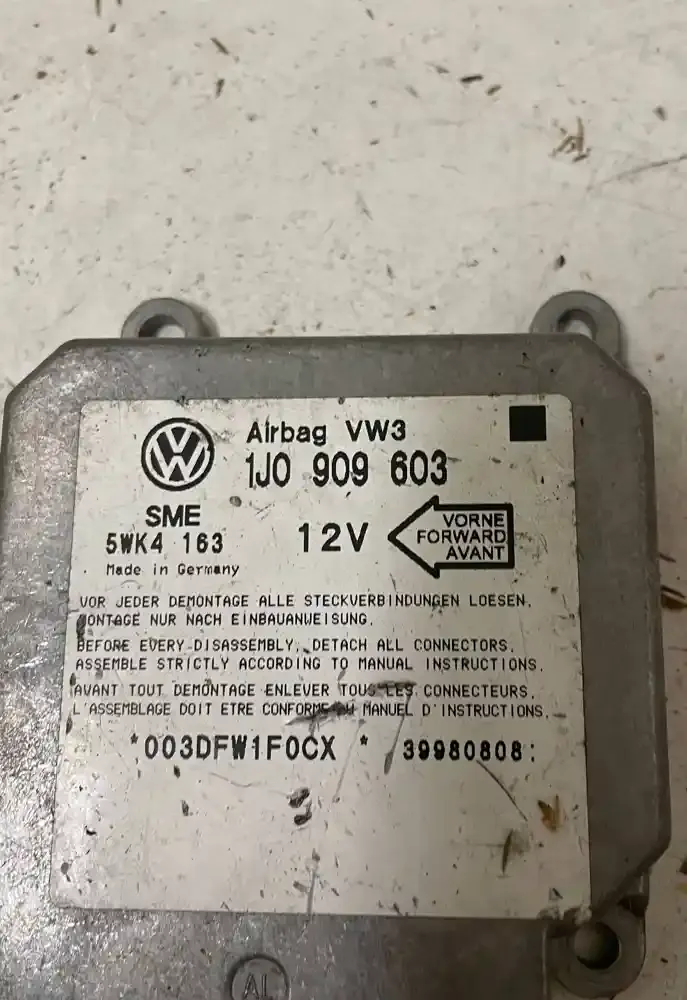 Airbag VW3
1J0 909 603
SME
5WK4 163
12V
VORNE
FORWARD
AVANT
Made in Germany
VOR JEDER DEMONTAGE ALLE STECKVERBINDUNGEN LOESEN.
MONTAGE NUR NACH EINBAUANWEISUNG.
BEFORE EVERY DISASSEMBLY, DETACH ALL CONNECTORS.
ASSEMBLE STRICTLY ACCORDING TO MANUAL INSTRUCTIONS.
AVANT TOUT DEMONTAGE ENLEVER TOUS LES CONNECTEURS.
L'ASSEMBLAGE DOIT ETRE CONFORME AU MANUEL D'INSTRUCTIONS.
*003DFW1F0CX * 39980808:
AL